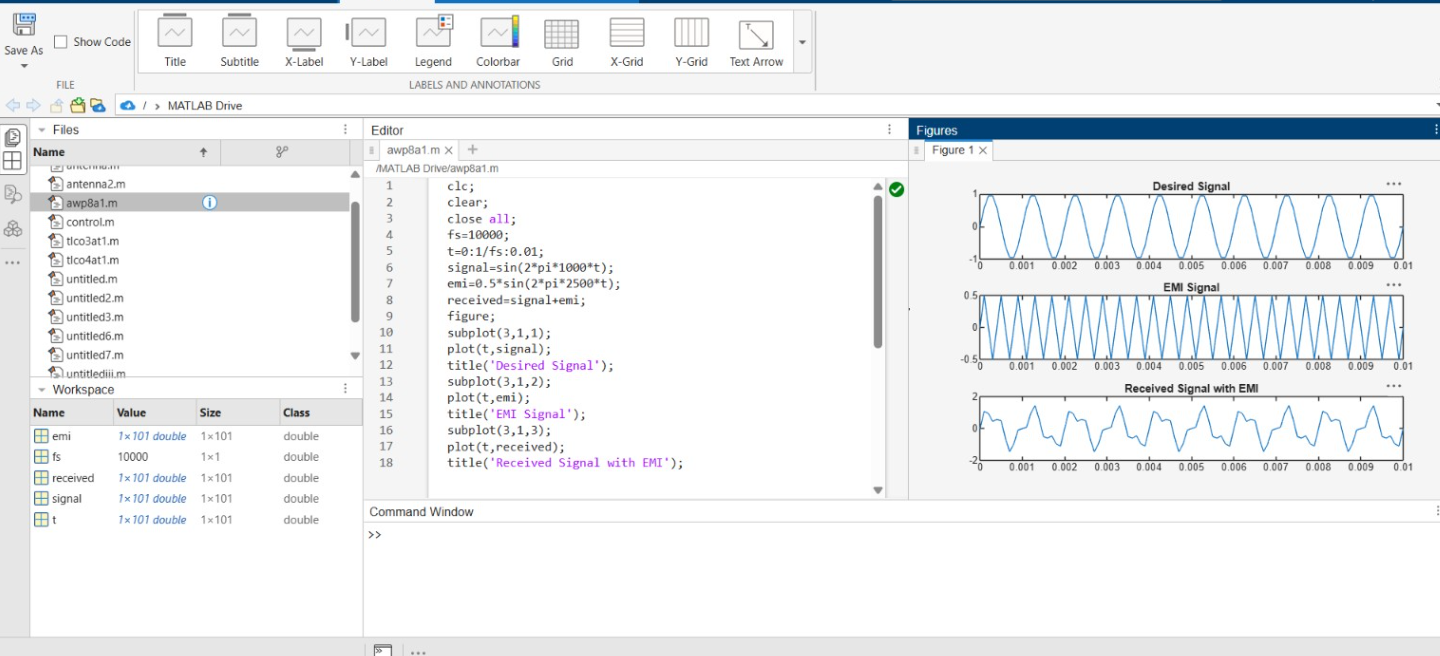 Save As
Show Code
FILE
Title
Subtitle
X-Label
Y-Label
Legend
Colorbar
Grid
X-Grid
Y-Grid
Text Arrow
LABELS AND ANNOTATIONS
/ › MATLAB Drive
Files
Name
antenna2.m
awp8a1.m
control.m
tlco3at1.m
tlco4at1.m
untitled.m
untitled2.m
untitled3.m
untitled6.m
untitled7.m
Workspace
Name Value Size Class
emi 1×101 double 1×101 double
fs 10000 1×1 double
received 1×101 double 1×101 double
signal 1×101 double 1×101 double
t 1×101 double 1×101 double
Editor
awp8a1.m
/MATLAB Drive/awp8a1.m
1 clc;
2 clear;
3 close all;
4 fs=10000;
5 t=0:1/fs:0.01;
6 signal=sin(2*pi*1000*t);
7 emi=0.5*sin(2*pi*2500*t);
8 received=signal+emi;
9 figure;
10 subplot(3,1,1);
11 plot(t,signal);
12 title('Desired Signal');
13 subplot(3,1,2);
14 plot(t,emi);
15 title('EMI Signal');
16 subplot(3,1,3);
17 plot(t,received);
18 title('Received Signal with EMI');
Figures
Figure 1
Desired Signal
1
0
-1
0 0.001 0.002 0.003 0.004 0.005 0.006 0.007 0.008 0.009 0.01
EMI Signal
0.5
0
-0.5
0 0.001 0.002 0.003 0.004 0.005 0.006 0.007 0.008 0.009 0.01
Received Signal with EMI
2
0
-2
0 0.001 0.002 0.003 0.004 0.005 0.006 0.007 0.008 0.009 0.01
Command Window
>>